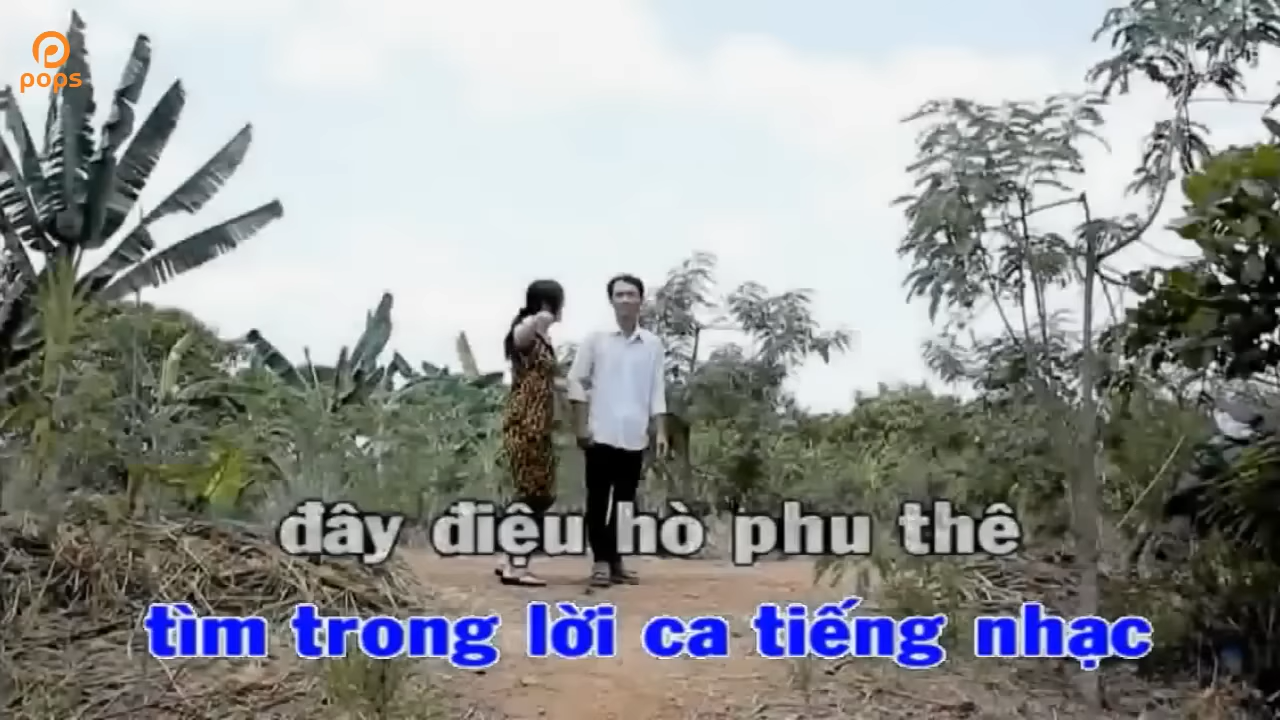 pops
đây điệu hò phu thê
tìm trong lời ca tiếng nhạc